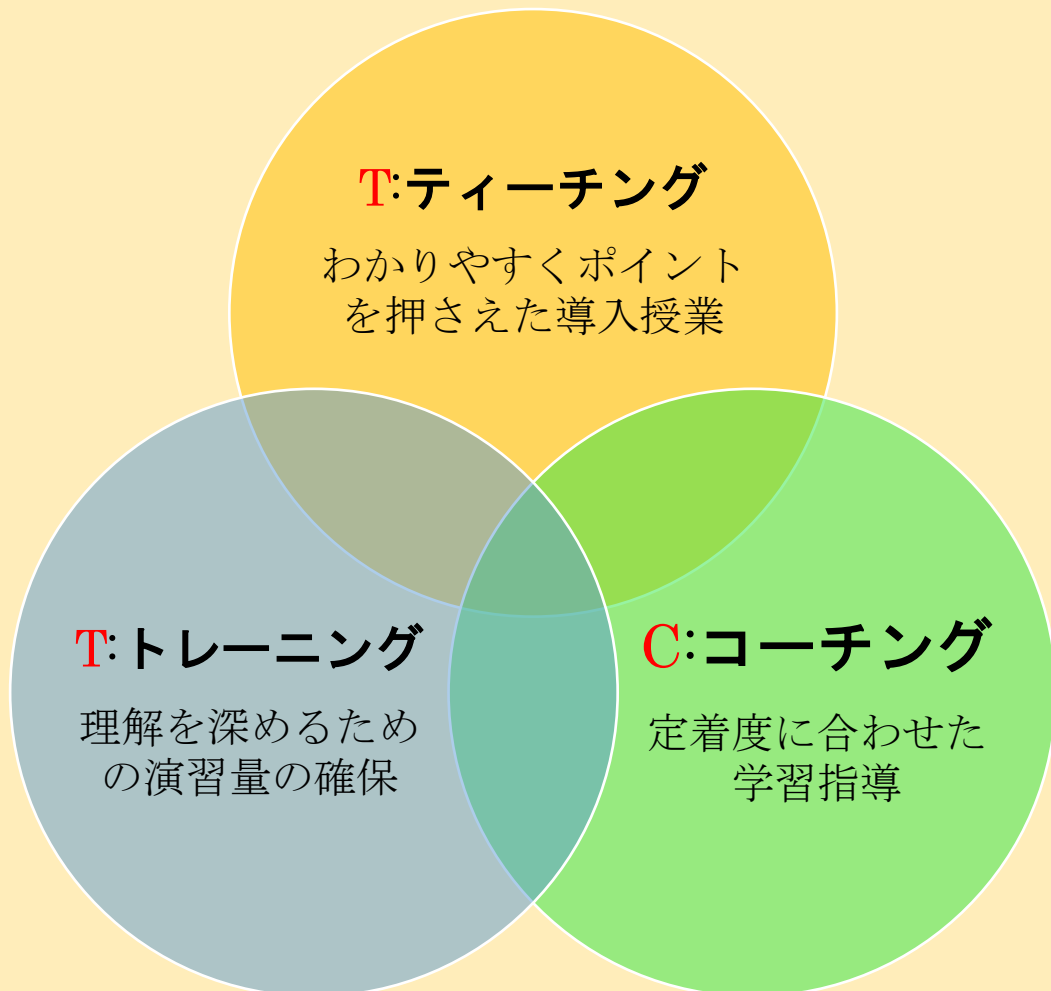 T:ティーチング
わかりやすくポイント
を押さえた導入授業
T:トレーニング
理解を深めるため
の演習量の確保
C:コーチング
定着度に合わせた
学習指導